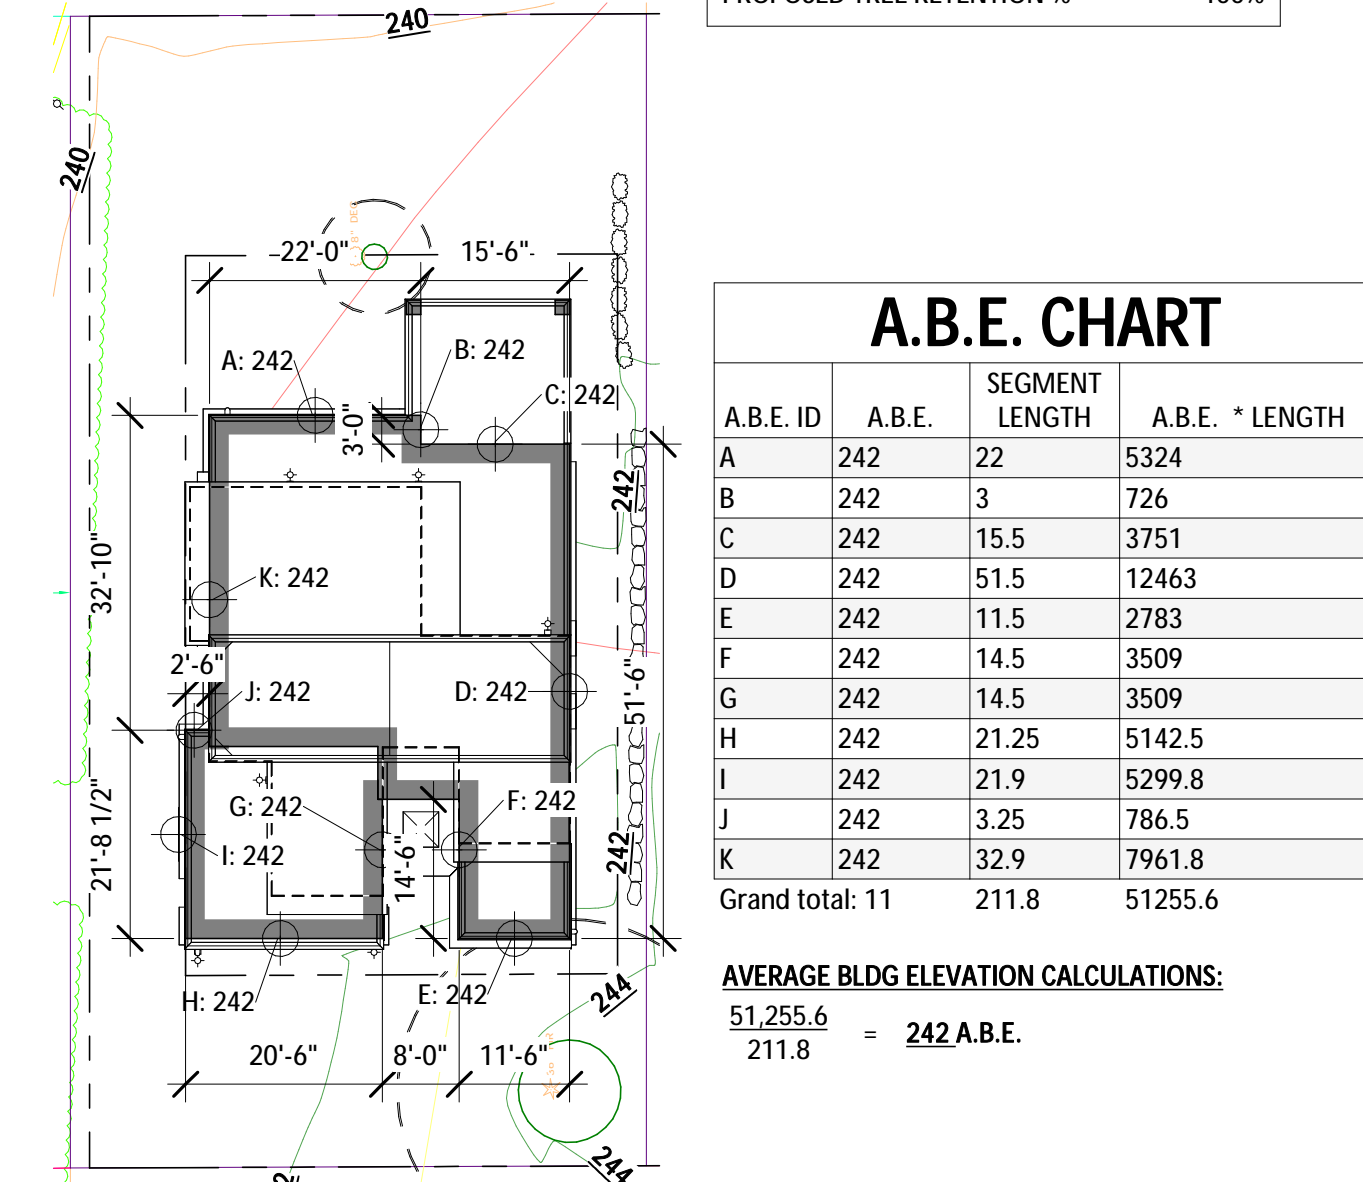 240
PROPOSED TREE RETENTION % 100%
240
22'-0" 15'-6"
A: 242
B: 242
C: 242
3'-0"
242
K: 242
32'-10"
2'-6"
J: 242
D: 242
51'-6"
G: 242
F: 242
21'-8 1/2"
I: 242
14'-6"
242
H: 242
E: 242
244
20'-6" 8'-0" 11'-6"
244
A.B.E. CHART
A.B.E. ID A.B.E. SEGMENT LENGTH A.B.E. * LENGTH
A 242 22 5324
B 242 3 726
C 242 15.5 3751
D 242 51.5 12463
E 242 11.5 2783
F 242 14.5 3509
G 242 14.5 3509
H 242 21.25 5142.5
I 242 21.9 5299.8
J 242 3.25 786.5
K 242 32.9 7961.8
Grand total: 11 211.8 51255.6
AVERAGE BLDG ELEVATION CALCULATIONS:
51,255.6
211.8
= 242 A.B.E.